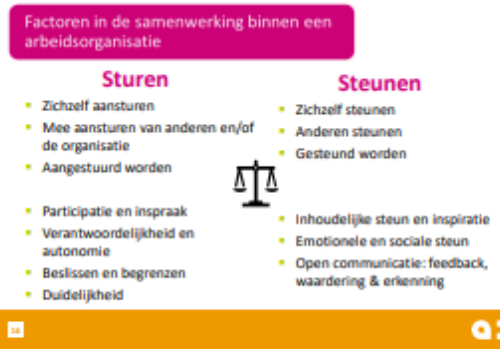 Factoren in de samenwerking binnen een
arbeidsorganisatie
Sturen
Zichzelf aansturen
Mee aansturen van anderen en/of
de organisatie
Aangestuurd worden
Participatie en inspraak
Verantwoordelijkheid en
autonomie
Beslissen en begrenzen
Duidelijkheid
Steunen
Zichzelf steunen
Anderen steunen
Gesteund worden
Inhoudelijke steun en inspiratie
Emotionele en sociale steun
Open communicatie: feedback,
waardering & erkenning